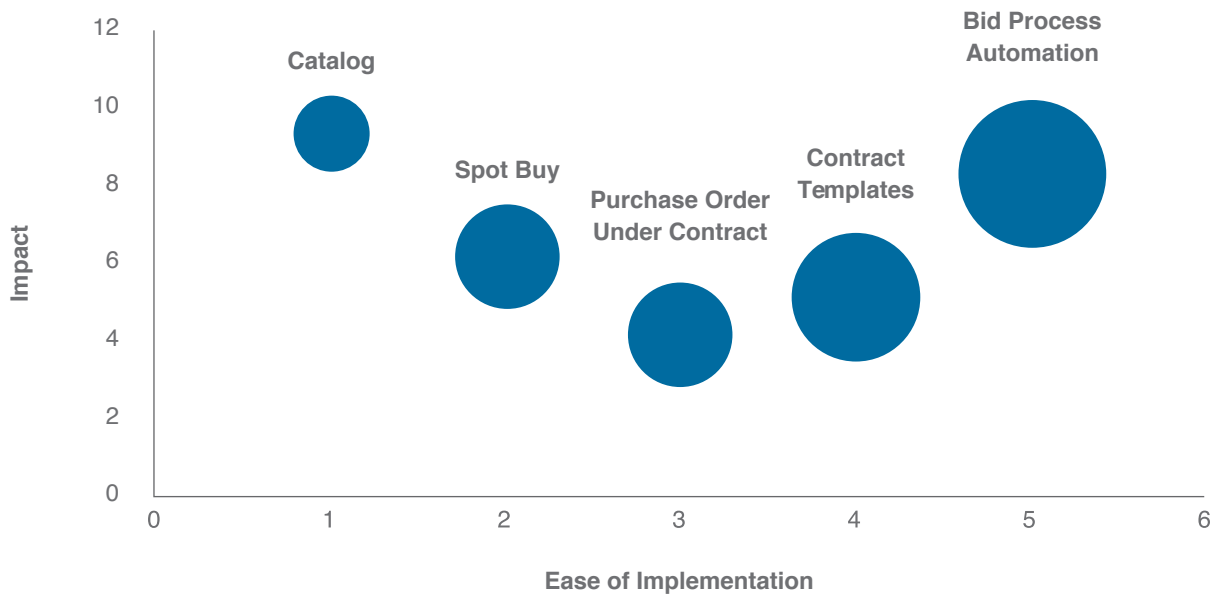 Bid Process
Automation
Catalog
Contract
Templates
Spot Buy
Purchase Order
Under Contract
Impact
12
10
8
6
4
2
0
0 1 2 3 4 5 6
Ease of Implementation